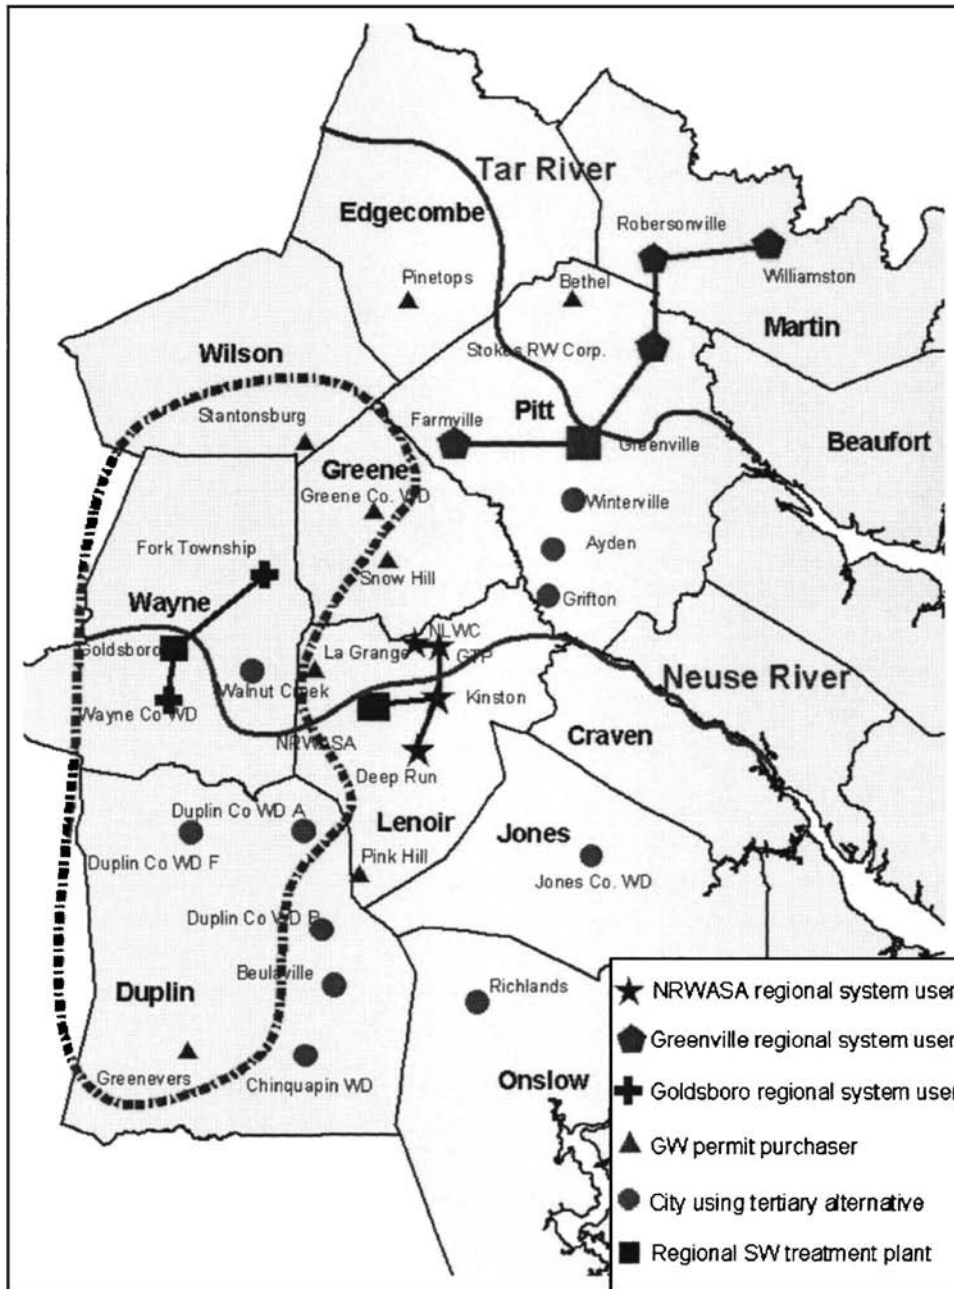 Tar River
Edgecombe
Robersonville
Williamston
Pinetops
Bethel
Martin
Wilson
Stokes RW Corp.
Stantonsburg
Farmville
Pitt
Greenville
Beaufort
Greene
Greene Co. WD
Winterville
Fork Township
Ayden
Snow Hill
Grifton
Wayne
Goldsboro
La Grange
NLWC
GTP
Neuse River
Walnut Creek
Kinston
Wayne Co WD
NRWASA
Craven
Deep Run
Duplin Co WD A
Lenoir
Jones
Duplin Co WD F
Pink Hill
Jones Co. WD
Duplin Co WD B
Beulaville
Richlands
Duplin
Greenevers
Chinquapin WD
Onslow
NRWASA regional system user
Greenville regional system user
Goldsboro regional system user
GW permit purchaser
City using tertiary alternative
Regional SW treatment plant